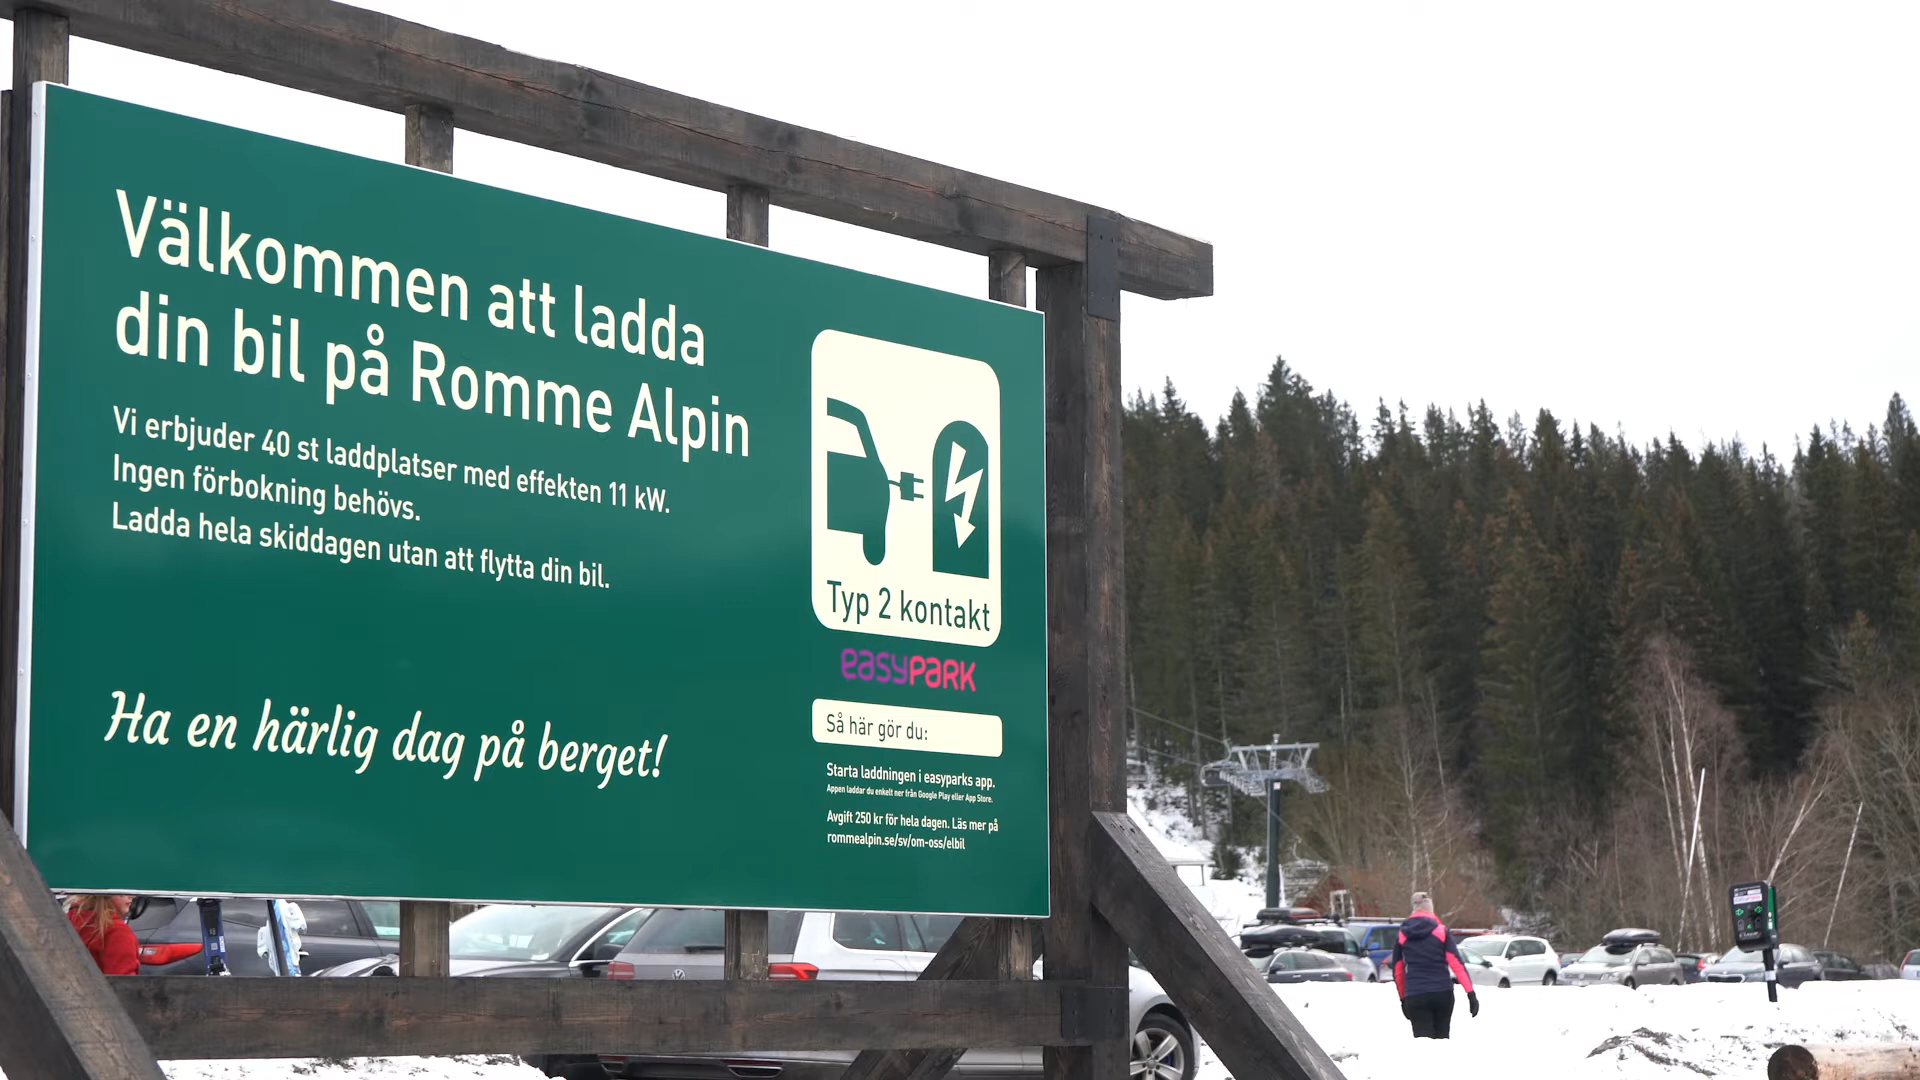 Välkommen att ladda
din bil på Romme Alpin
Vi erbjuder 40 st laddplatser med effekten 11 kW.
Ingen förbokning behövs.
Ladda hela skiddagen utan att flytta din bil.
Ha en härlig dag på berget!
Typ 2 kontakt
easypark
Så här gör du:
Starta laddningen i easyparks app.
Appen laddar du enkelt ner från Google Play eller App Store.
Avgift 250 kr för hela dagen. Läs mer på
rommealpin.se/sv/om-oss/elbil